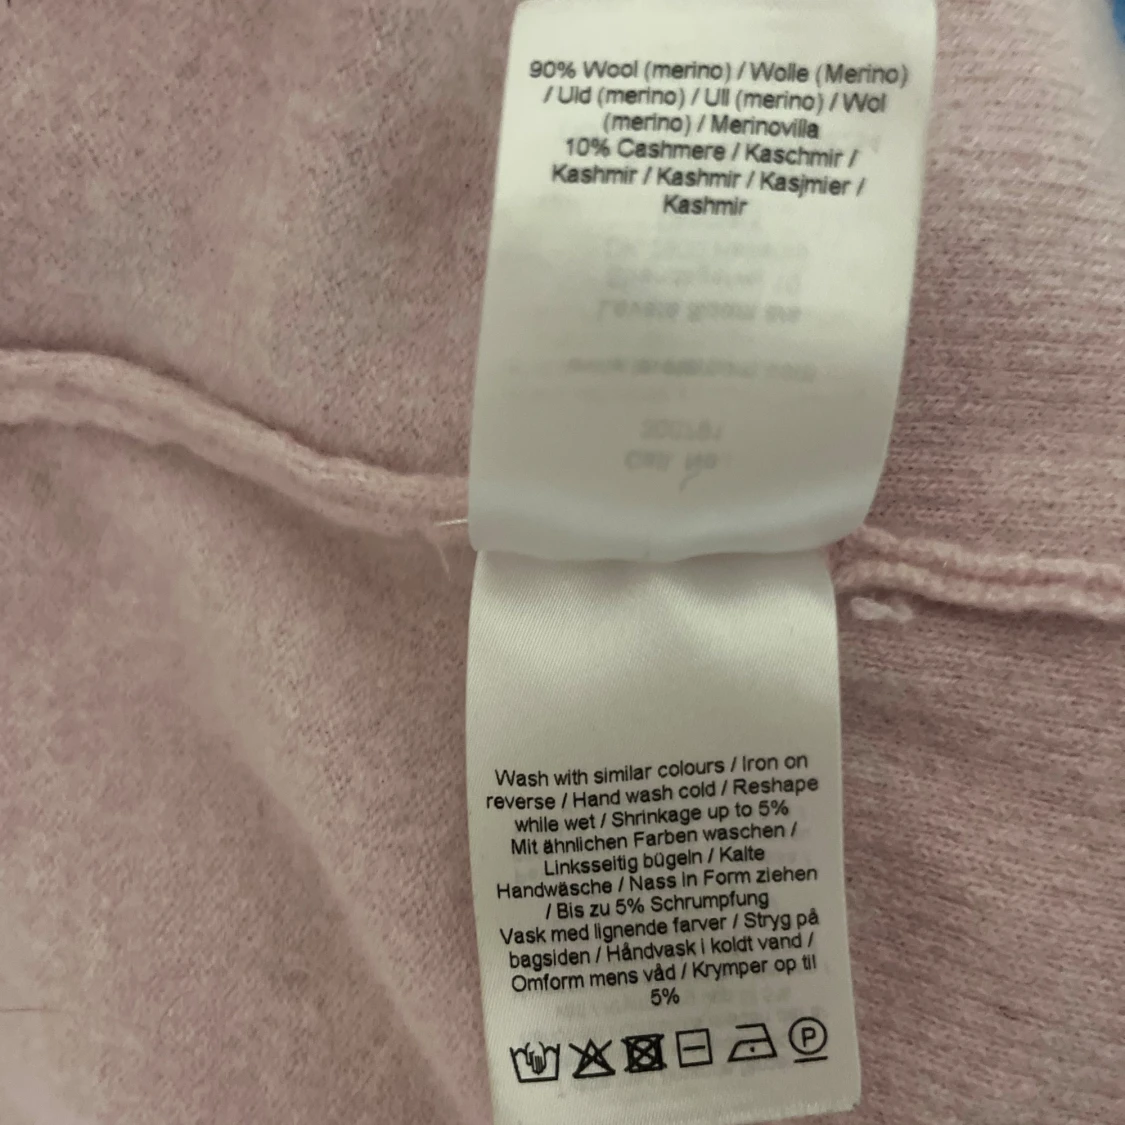 90% Wool (merino) / Wolle (Merino)
/ Uld (merino) / Ull (merino) / Wol
(merino) / Merinovilla
10% Cashmere / Kaschmir /
Kashmir / Kashmir / Kasjmier /
Kashmir
Wash with similar colours / Iron on
reverse / Hand wash cold / Reshape
while wet / Shrinkage up to 5%
Mit ähnlichen Farben waschen /
Linksseitig bügeln / Kalte
Handwäsche / Nass in Form ziehen
/ Bis zu 5% Schrumpfung
Vask med lignende farver / Stryg på
bagsiden / Håndvask i koldt vand /
Omform mens våd / Krymper op til
5%
P